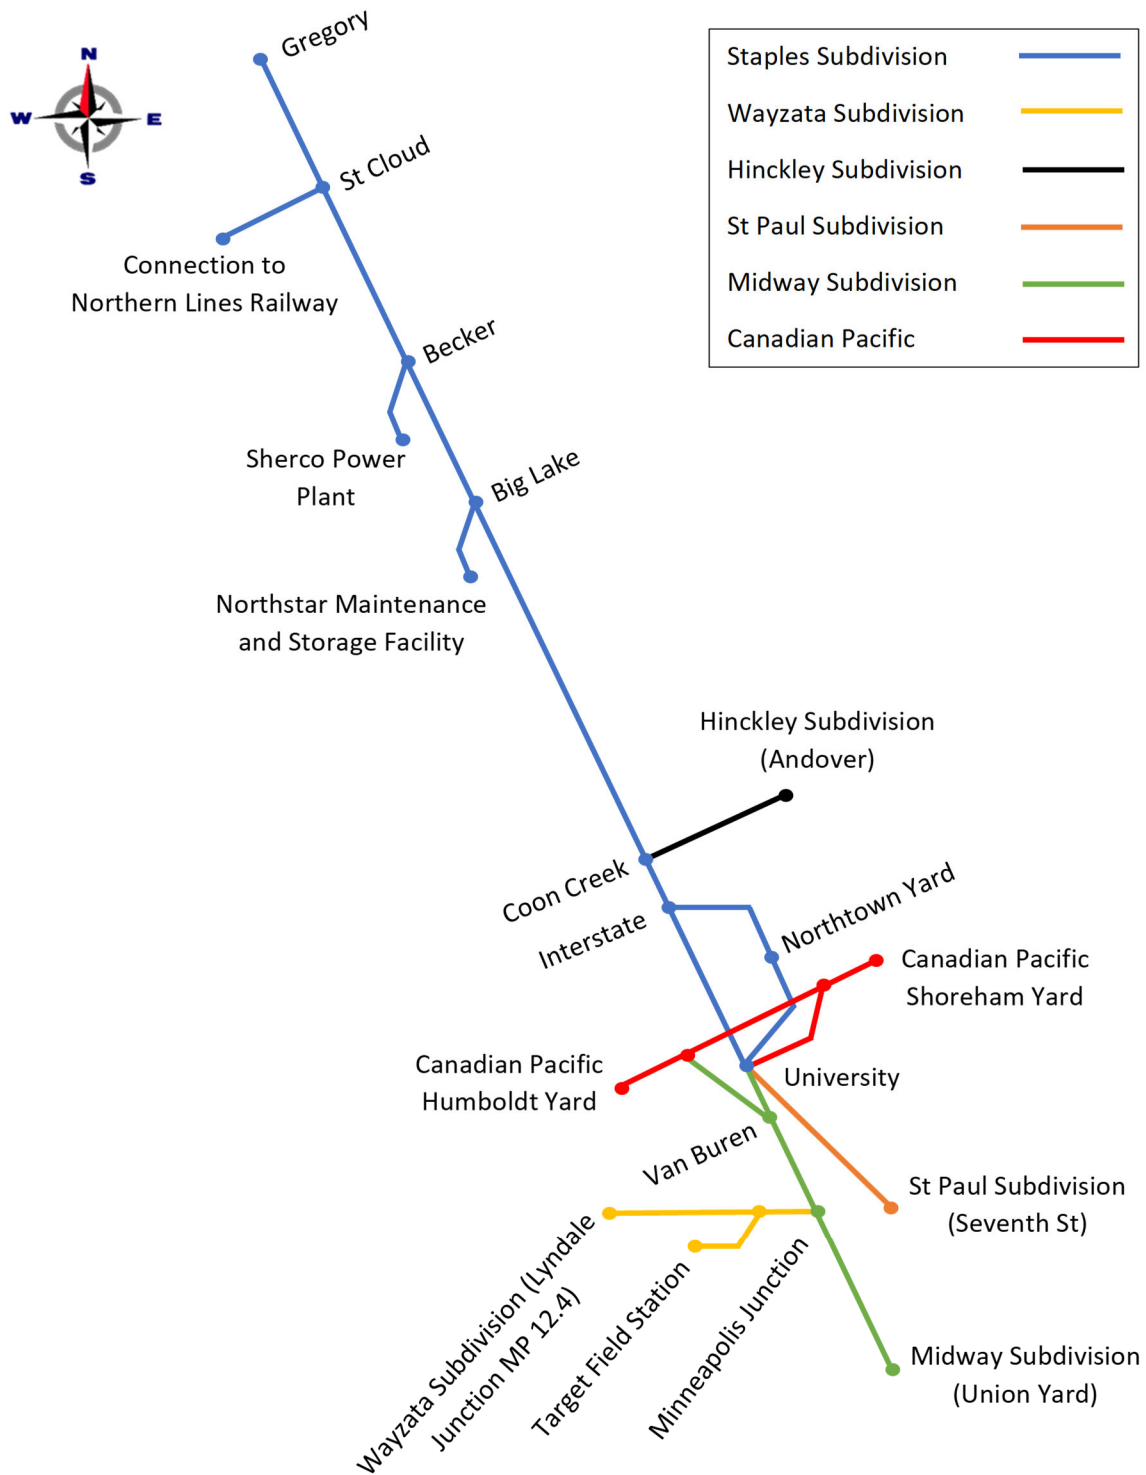 Gregory
N
W
E
S
Staples Subdivision
Wayzata Subdivision
Hinckley Subdivision
St Paul Subdivision
Midway Subdivision
Canadian Pacific
St Cloud
Connection to
Northern Lines Railway
Becker
Sherco Power
Plant
Big Lake
Northstar Maintenance
and Storage Facility
Hinckley Subdivision
(Andover)
Coon Creek
Interstate
Northtown Yard
Canadian Pacific
Shoreham Yard
Canadian Pacific
Humboldt Yard
University
Van Buren
St Paul Subdivision
(Seventh St)
Wayzata Subdivision (Lyndale
Junction MP 12.4)
Target Field Station
Minneapolis Junction
Midway Subdivision
(Union Yard)